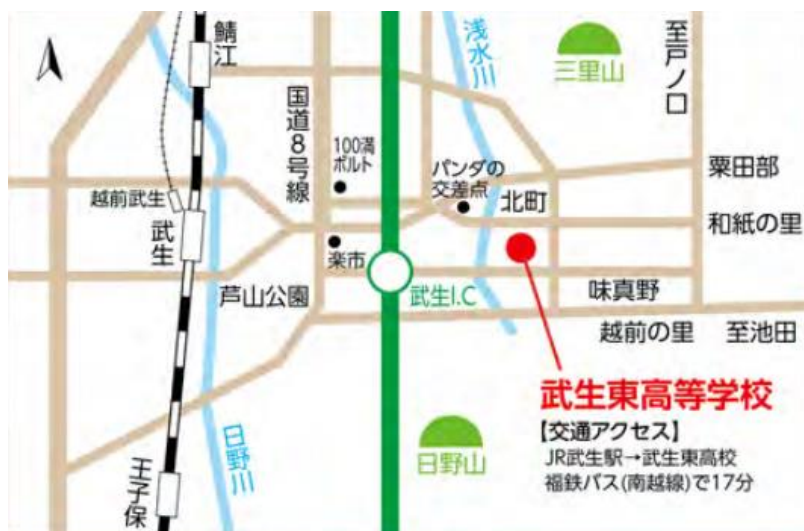 鯖江
国道8号線
浅水川
三里山
至戸ノ口
100満
ボルト
パンダの
交差点
粟田部
越前武生
北町
武生
和紙の里
楽市
芦山公園
武生I.C
味真野
越前の里
至池田
武生東高等学校
【交通アクセス】
JR武生駅→武生東高校
福鉄バス(南越線)で17分
日野川
日野山
王子保